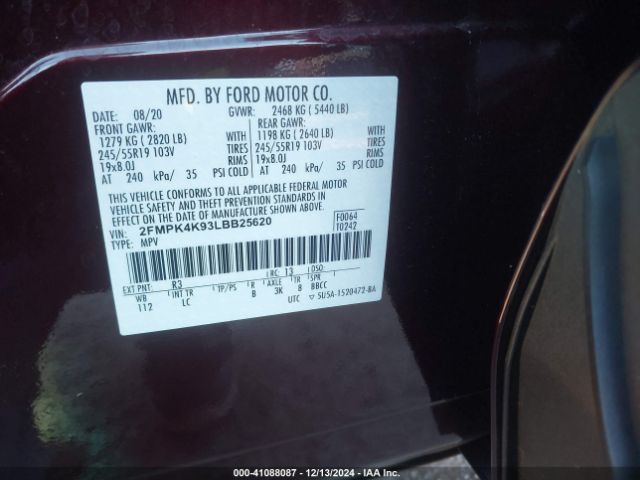 MFD. BY FORD MOTOR CO.
DATE: 08/20 GVWR: 2468 KG ( 5440 LB)
FRONT GAWR: REAR GAWR:
1279 KG ( 2820 LB) WITH 1198 KG ( 2640 LB) WITH
245/55R19 103V TIRES 245/55R19 103V TIRES
19x8.0J RIMS 19x8.0J RIMS
AT 240 kPa/ 35 PSI COLD AT 240 kPa/ 35 PSI COLD
THIS VEHICLE CONFORMS TO ALL APPLICABLE FEDERAL MOTOR
VEHICLE SAFETY AND THEFT PREVENTION STANDARDS IN
EFFECT ON THE DATE OF MANUFACTURE SHOWN ABOVE.
VIN: 2FMPK4K93LBB25620 F0064
TYPE: MPV T0242
EXT PNT: R3 RC: 13 DSO:
WB INT TR TP/PS R AXLE TR SPR
112 LC B 3K 8 BBCC
UTC ▽ 5U5A-1520472-BA
000-41088087 - 12/13/2024 - IAA Inc.